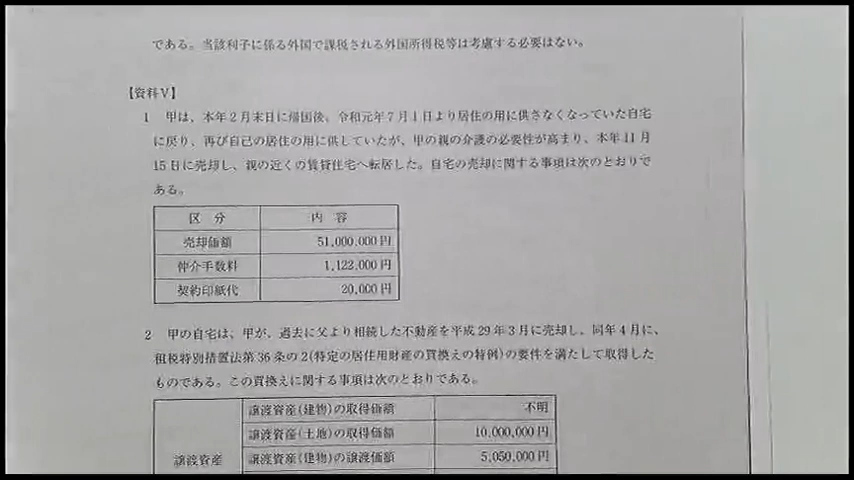 である。当該利子に係る外国で課税される外国所得税等は考慮する必要はない。
【資料Ⅴ】
1 甲は、本年2月末日に帰国後、令和元年7月1日より居住の用に供さなくなっていた自宅
に戻り、再び自己の居住の用に供していたが、甲の親の介護の必要性が高まり、本年11月
15日に売却し、親の近くの賃貸住宅へ転居した。自宅の売却に関する事項は次のとおりで
ある。
区 分 内 容
売却価額 51,000,000円
仲介手数料 1,122,000円
契約印紙代 20,000円
2 甲の自宅は、甲が、過去に父より相続した不動産を平成29年3月に売却し、同年4月に、
租税特別措置法第36条の2(特定の居住用財産の買換えの特例)の要件を満たして取得した
ものである。この買換えに関する事項は次のとおりである。
譲渡資産(建物)の取得価額 不明
譲渡資産(土地)の取得価額 10,000,000円
譲渡資産 譲渡資産(建物)の譲渡価額 5,050,000円